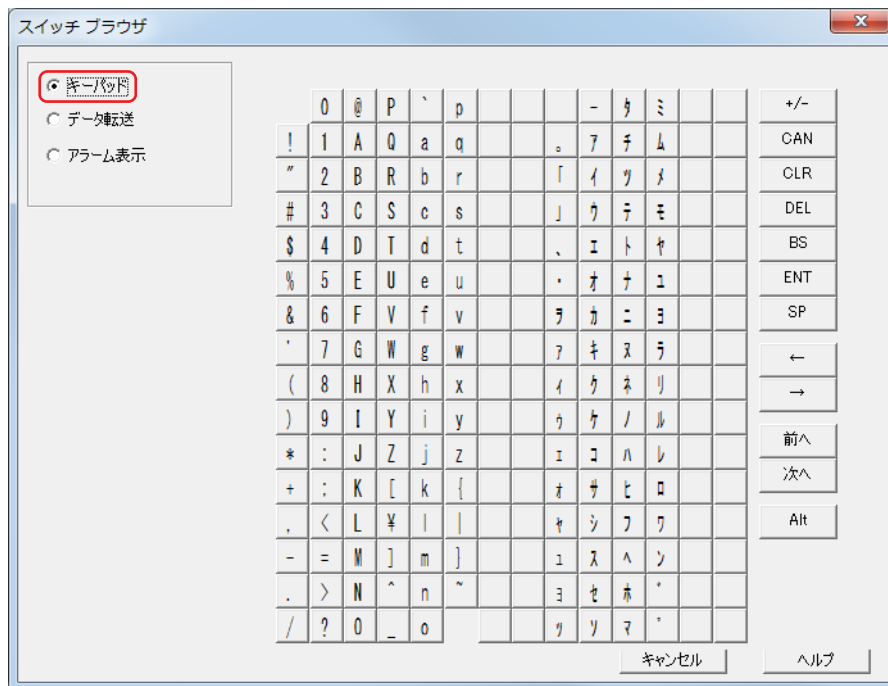 スイッチ ブラウザ
キーパッド
データ転送
アラーム表示
0 @ P ` p - ﾀ ﾐ +/-
! 1 A Q a q ｡ ｱ ﾁ ﾑ CAN
" 2 B R b r ｢ ｲ ﾂ ﾒ CLR
# 3 C S c s ｣ ｳ ﾃ ﾓ DEL
$ 4 D T d t ､ ｴ ﾄ ﾔ BS
% 5 E U e u ･ ｵ ﾅ ﾕ ENT
& 6 F V f v ｦ ｶ ﾆ ﾖ SP
' 7 G W g w ｧ ｷ ﾇ ﾗ ←
( 8 H X h x ｨ ｸ ﾈ ﾘ →
) 9 I Y i y ｩ ｹ ﾉ ﾙ
* : J Z j z ｪ ｺ ﾊ ﾚ 前へ
+ ; K [ k { ｫ ｻ ﾋ ﾛ 次へ
, < L ¥ l | ｬ ｼ ﾌ ﾜ Alt
- = M ] m } ｭ ｽ ﾍ ﾝ
. > N ^ n ~ ｮ ｾ ﾎ ﾞ
/ ? O _ o ｯ ｿ ﾏ ﾟ
キャンセル ヘルプ